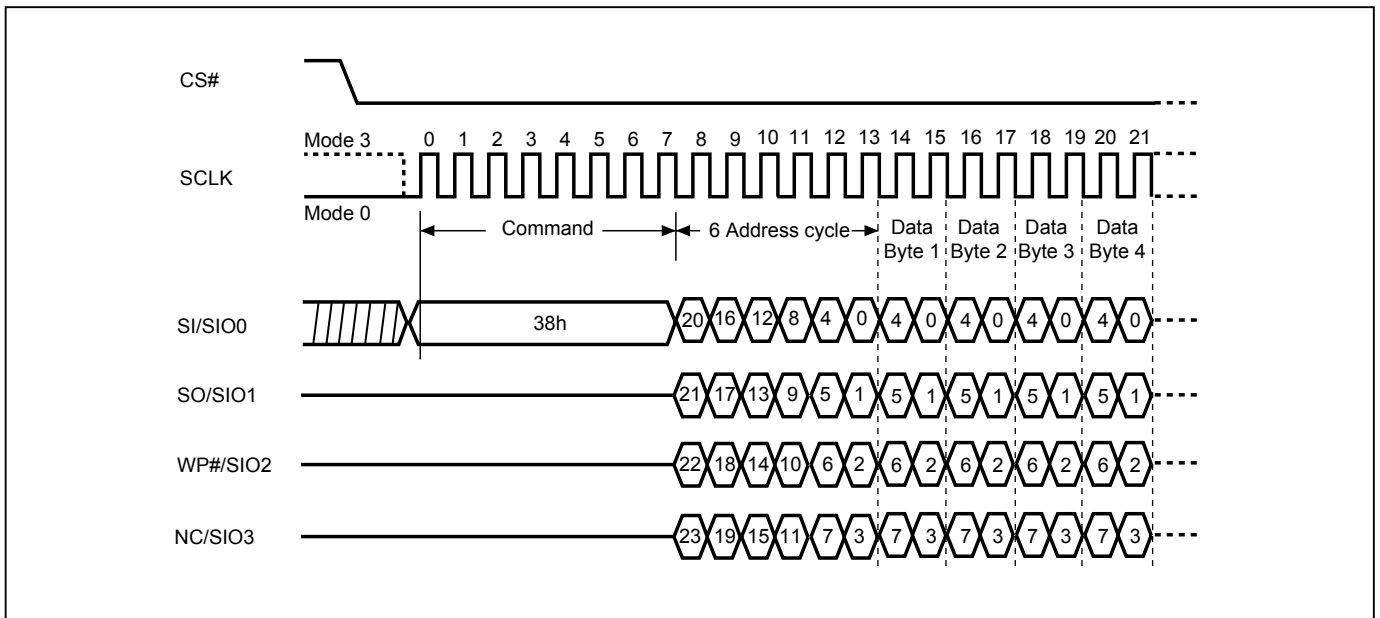 CS#
Mode 3
0 1 2 3 4 5 6 7 8 9 10 11 12 13 14 15 16 17 18 19 20 21
SCLK
Mode 0
Command 6 Address cycle Data Byte 1 Data Byte 2 Data Byte 3 Data Byte 4
SI/SIO0 38h 20 16 12 8 4 0 4 0 4 0 4 0 4 0
SO/SIO1 21 17 13 9 5 1 5 1 5 1 5 1 5 1
WP#/SIO2 22 18 14 10 6 2 6 2 6 2 6 2 6 2
NC/SIO3 23 19 15 11 7 3 7 3 7 3 7 3 7 3